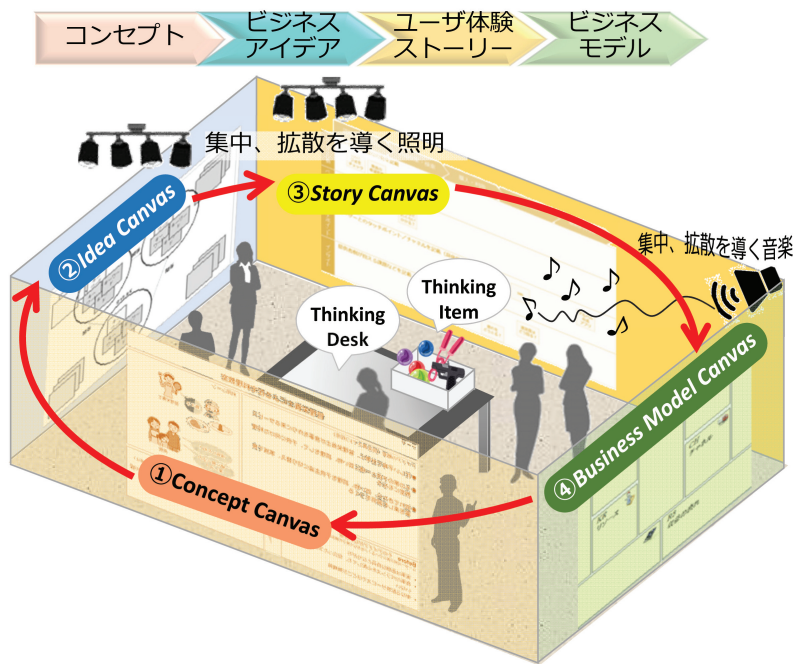 コンセプト
ビジネス
アイデア
ユーザ体験
ストーリー
ビジネス
モデル
集中、拡散を導く照明
②Idea Canvas
③Story Canvas
集中、拡散を導く音楽
Thinking
Item
Thinking
Desk
④Business Model Canvas
①Concept Canvas